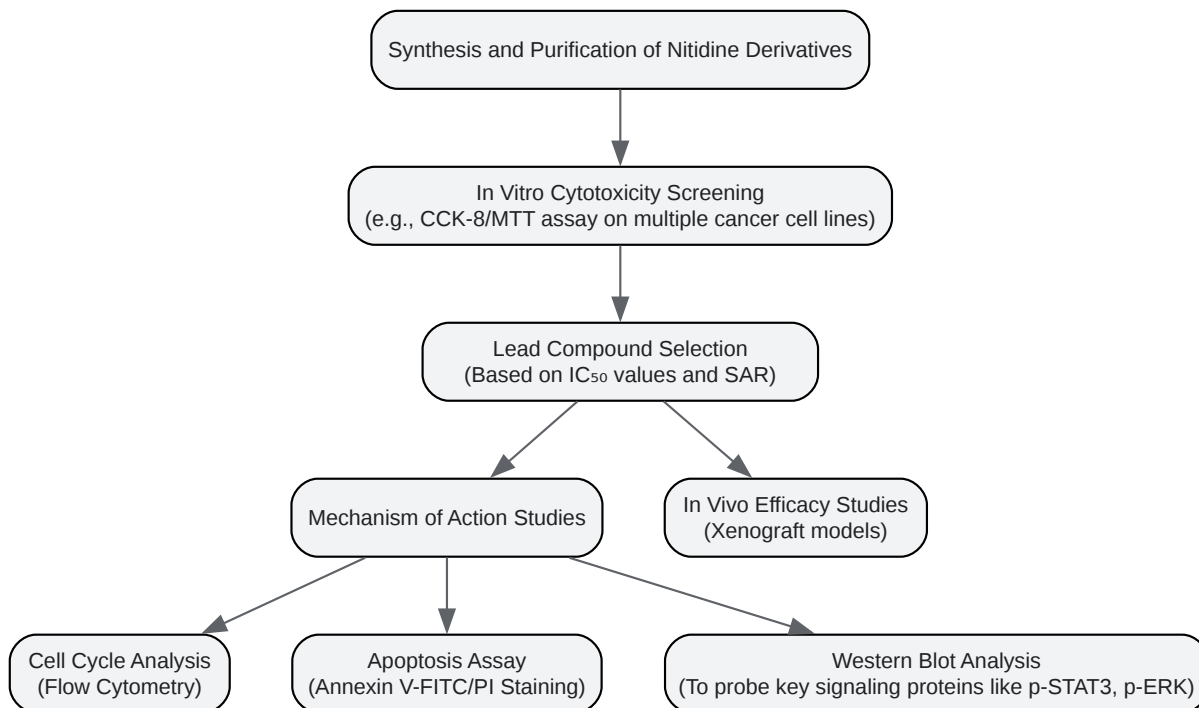 Synthesis and Purification of Nitidine Derivatives
In Vitro Cytotoxicity Screening
(e.g., CCK-8/MTT assay on multiple cancer cell lines)
Lead Compound Selection
(Based on IC₅₀ values and SAR)
Mechanism of Action Studies
In Vivo Efficacy Studies
(Xenograft models)
Cell Cycle Analysis
(Flow Cytometry)
Apoptosis Assay
(Annexin V-FITC/PI Staining)
Western Blot Analysis
(To probe key signaling proteins like p-STAT3, p-ERK)